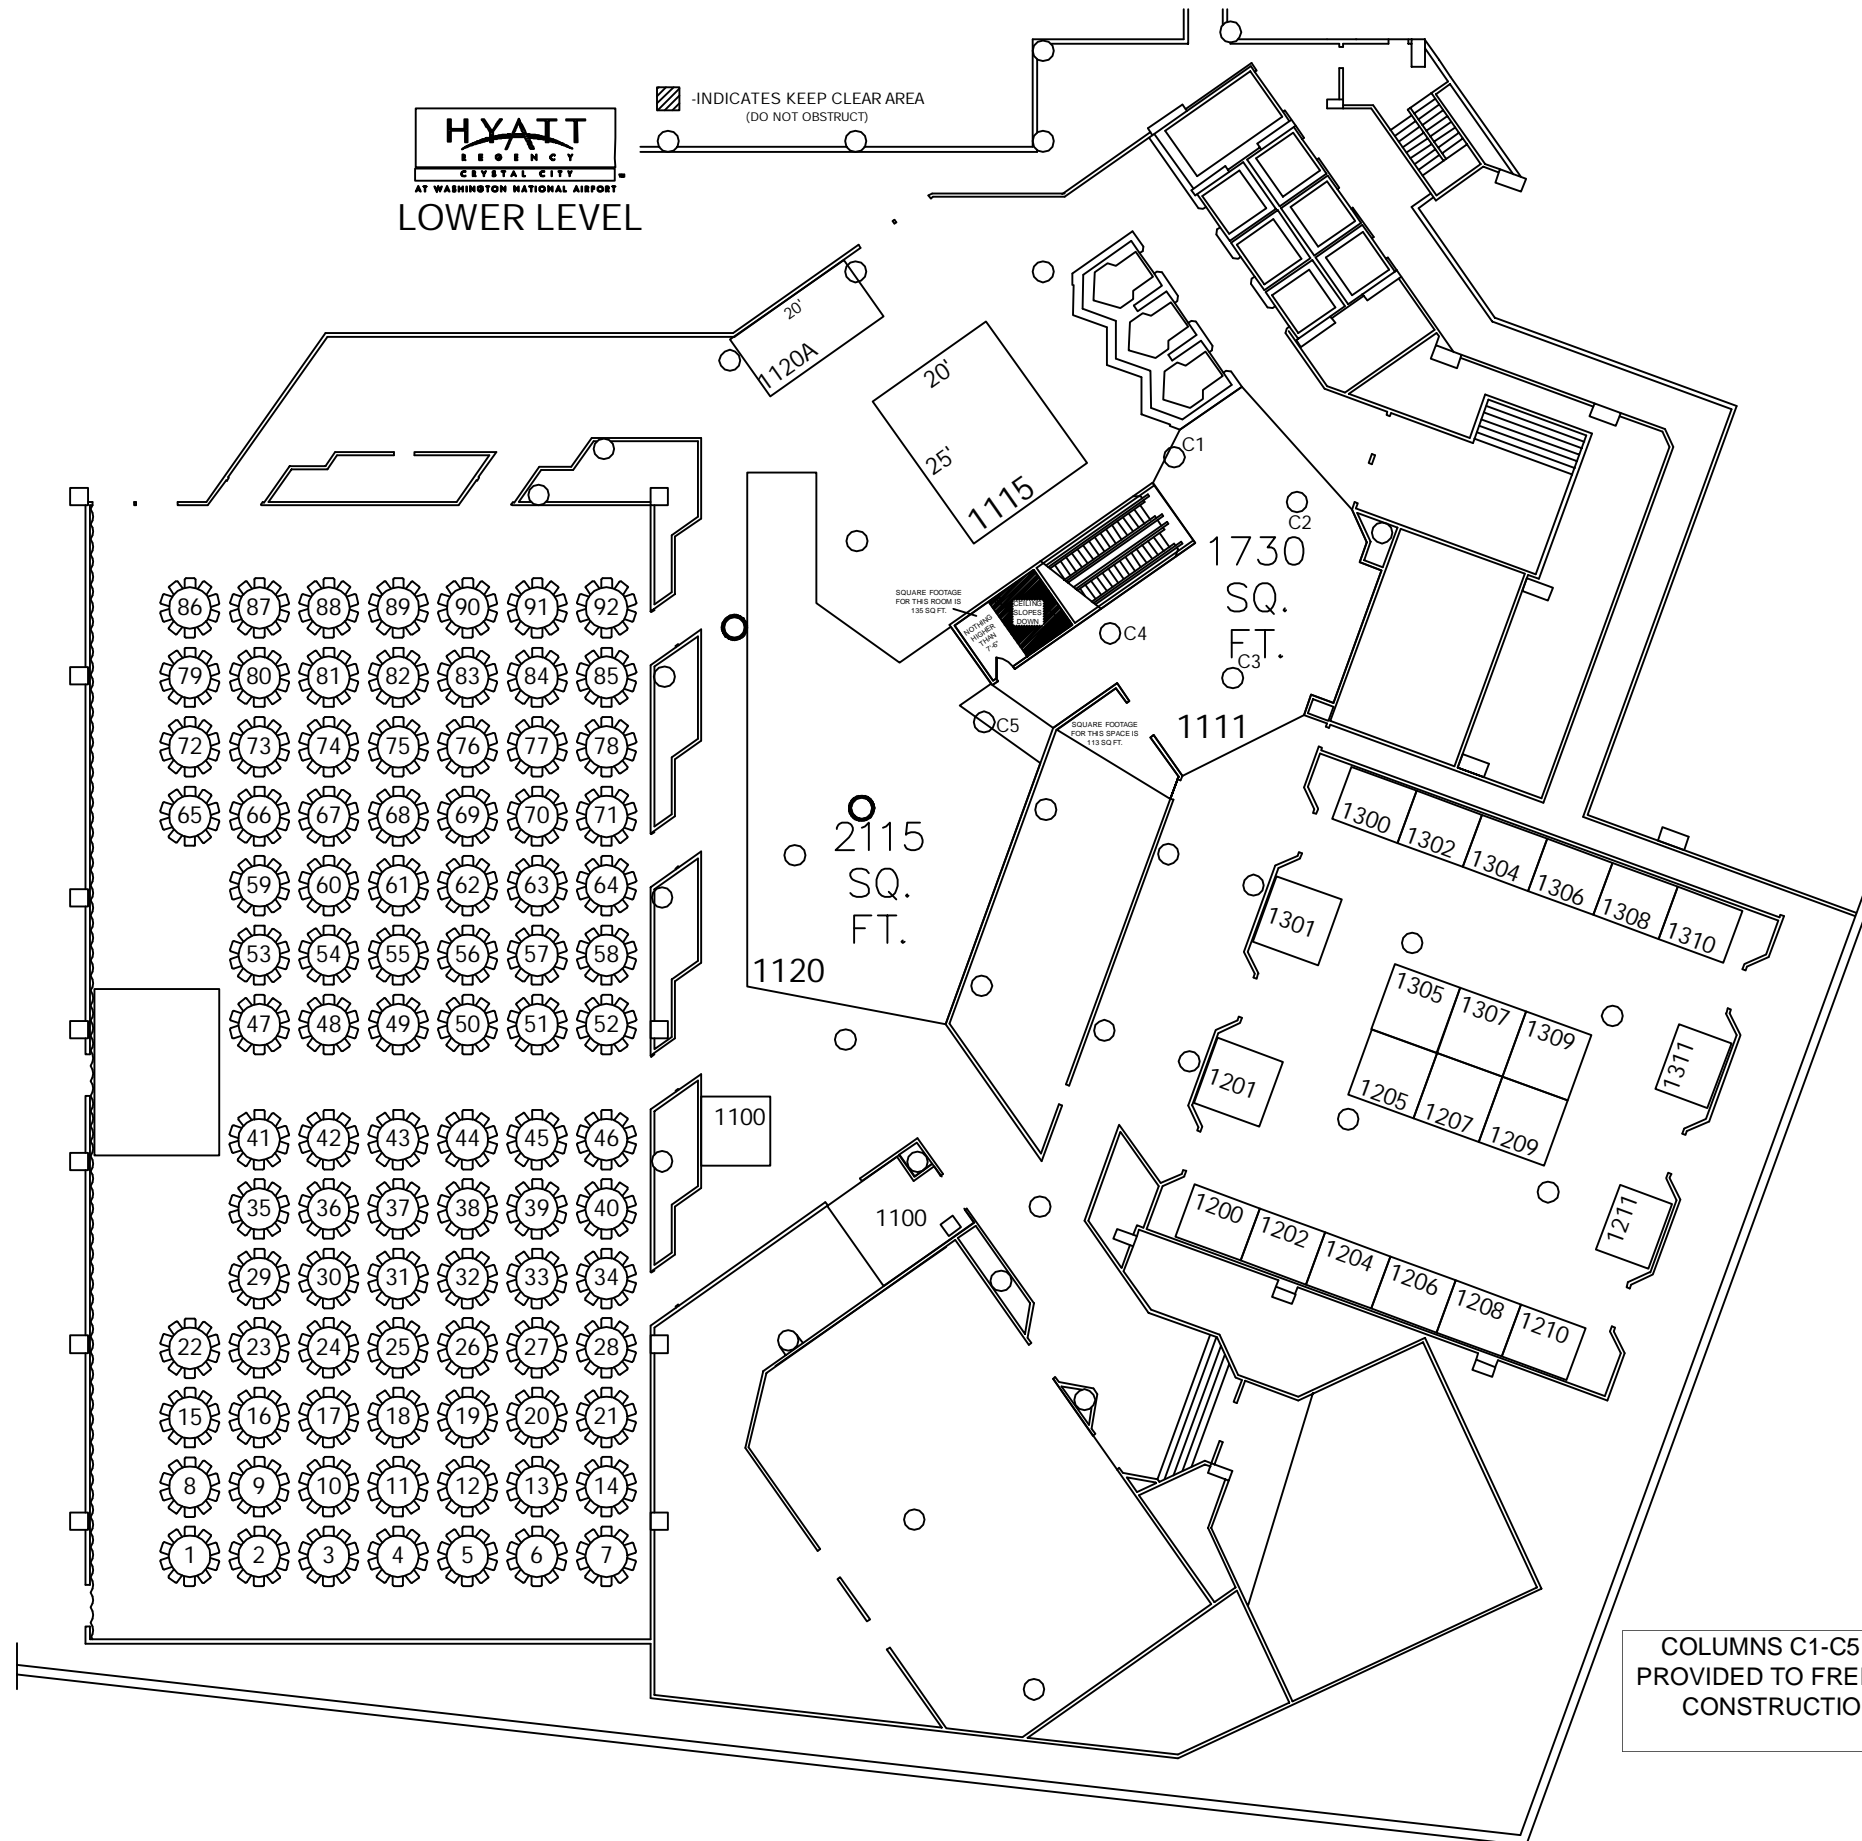 -INDICATES KEEP CLEAR AREA
(DO NOT OBSTRUCT)
HYATT
REGENCY
CRYSTAL CITY
AT WASHINGTON NATIONAL AIRPORT
LOWER LEVEL
20'
1120A
20'
25'
1115
C1
C2
1730
SQ.
FT.
C3
C4
SQUARE FOOTAGE
FOR THIS ROOM IS
135 SQ FT.
CEILING
SLOPES
DOWN
NOTHING
HIGHER
THAN
7'-6"
C5
SQUARE FOOTAGE
FOR THIS SPACE IS
113 SQ FT.
1111
2115
SQ.
FT.
1120
86 87 88 89 90 91 92
79 80 81 82 83 84 85
72 73 74 75 76 77 78
65 66 67 68 69 70 71
59 60 61 62 63 64
53 54 55 56 57 58
47 48 49 50 51 52
41 42 43 44 45 46
35 36 37 38 39 40
29 30 31 32 33 34
22 23 24 25 26 27 28
15 16 17 18 19 20 21
8 9 10 11 12 13 14
1 2 3 4 5 6 7
1100
1100
1300 1302 1304 1306 1308 1310
1301
1305 1307 1309
1311
1201
1205 1207 1209
1211
1200 1202 1204 1206 1208 1210
COLUMNS C1-C5
PROVIDED TO FRE
CONSTRUCTIO